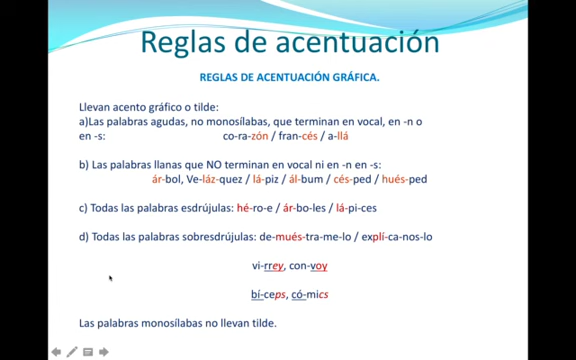 Reglas de acentuación
REGLAS DE ACENTUACIÓN GRÁFICA.
Llevan acento gráfico o tilde:
a)Las palabras agudas, no monosílabas, que terminan en vocal, en -n o
en -s: co-ra-zón / fran-cés / a-llá
b) Las palabras llanas que NO terminan en vocal ni en -n en -s:
ár-bol, Ve-láz-quez / lá-piz / ál-bum / cés-ped / hués-ped
c) Todas las palabras esdrújulas: hé-ro-e / ár-bo-les / lá-pi-ces
d) Todas las palabras sobresdrújulas: de-mués-tra-me-lo / explí-ca-nos-lo
vi-rrey, con-voy
bí-ceps, có-mics
Las palabras monosílabas no llevan tilde.